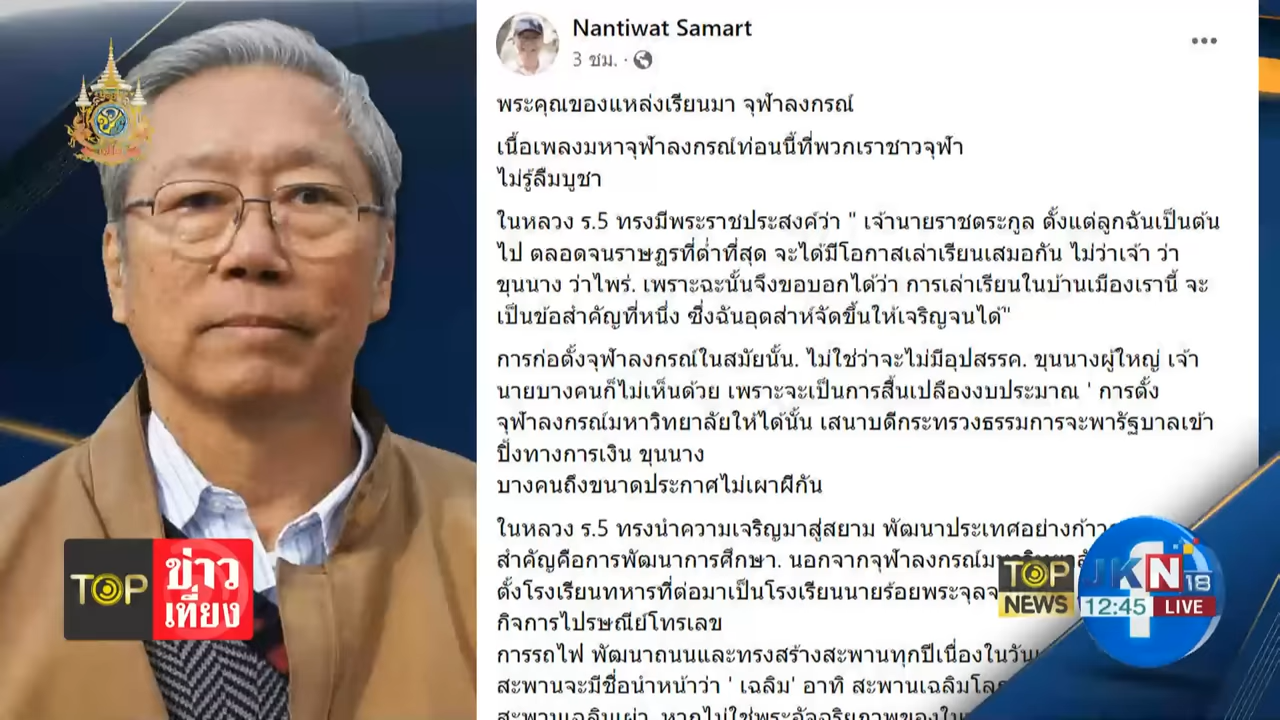 Nantiwat Samart
3 ชม.
พระคุณของแหล่งเรียนมา จุฬาลงกรณ์
เนื้อเพลงมหาจุฬาลงกรณ์ท่อนนี้ที่พวกเราชาวจุฬา
ไม่รู้ลืมบูชา
ในหลวง ร.5 ทรงมีพระราชประสงค์ว่า " เจ้านายราชตระกูล ตั้งแต่ลูกฉันเป็นต้น
ไป ตลอดจนราษฏรที่ต่ำที่สุด จะได้มีโอกาสเล่าเรียนเสมอกัน ไม่ว่าเจ้า ว่า
ขุนนาง ว่าไพร่. เพราะฉะนั้นจึงขอบอกได้ว่า การเล่าเรียนในบ้านเมืองเรานี้ จะ
เป็นข้อสำคัญที่หนึ่ง ซึ่งฉันอุตส่าห์จัดขึ้นให้เจริญจนได้"
การก่อตั้งจุฬาลงกรณ์ในสมัยนั้น. ไม่ใช่ว่าจะไม่มีอุปสรรค. ขุนนางผู้ใหญ่ เจ้า
นายบางคนก็ไม่เห็นด้วย เพราะจะเป็นการสิ้นเปลืองงบประมาณ ' การตั้ง
จุฬาลงกรณ์มหาวิทยาลัยให้ได้นั้น เสนาบดีกระทรวงธรรมการจะพารัฐบาลเข้า
ปิ้งทางการเงิน ขุนนาง
บางคนถึงขนาดประกาศไม่เผาผีกัน
ในหลวง ร.5 ทรงนำความเจริญมาสู่สยาม พัฒนาประเทศอย่าง
สำคัญคือการพัฒนาการศึกษา. นอกจากจุฬาลงกรณ์
ตั้งโรงเรียนทหารที่ต่อมาเป็นโรงเรียนนายร้อยพระจุลจ
กิจการไปรษณีย์โทรเลข
การรถไฟ พัฒนาถนนและทรงสร้างสะพานทุกปีเนื่องใน
สะพานจะมีชื่อนำหน้าว่า ' เฉลิม' อาทิ
TOP ข่าวเที่ยง
TOP NEWS
JKN 18
12:45 LIVE